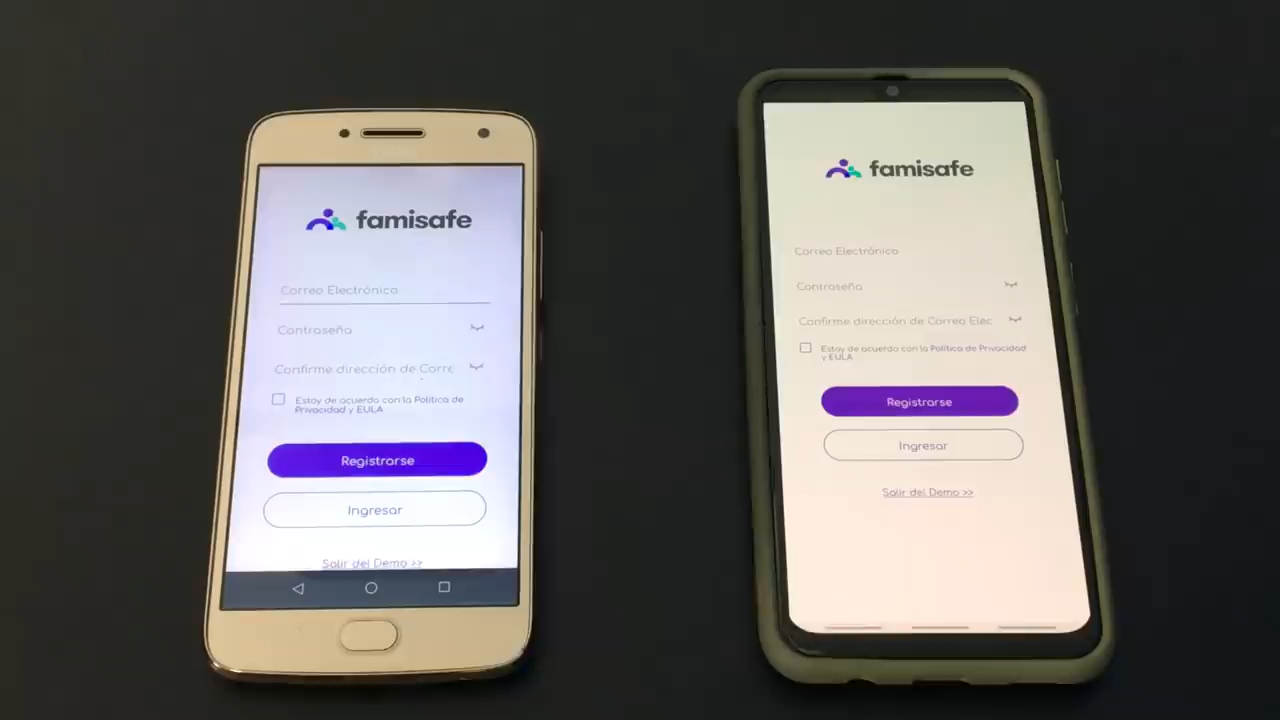 famisafe
Correo Electrónico
Contraseña
Confirme dirección de Corre
Estoy de acuerdo con la Política de
Privacidad y EULA
Registrarse
Ingresar
Salir del Demo >>
famisafe
Correo Electrónico
Contraseña
Confirme dirección de Correo Elec
Estoy de acuerdo con la Política de Privacidad
y EULA
Registrarse
Ingresar
Salir del Demo >>